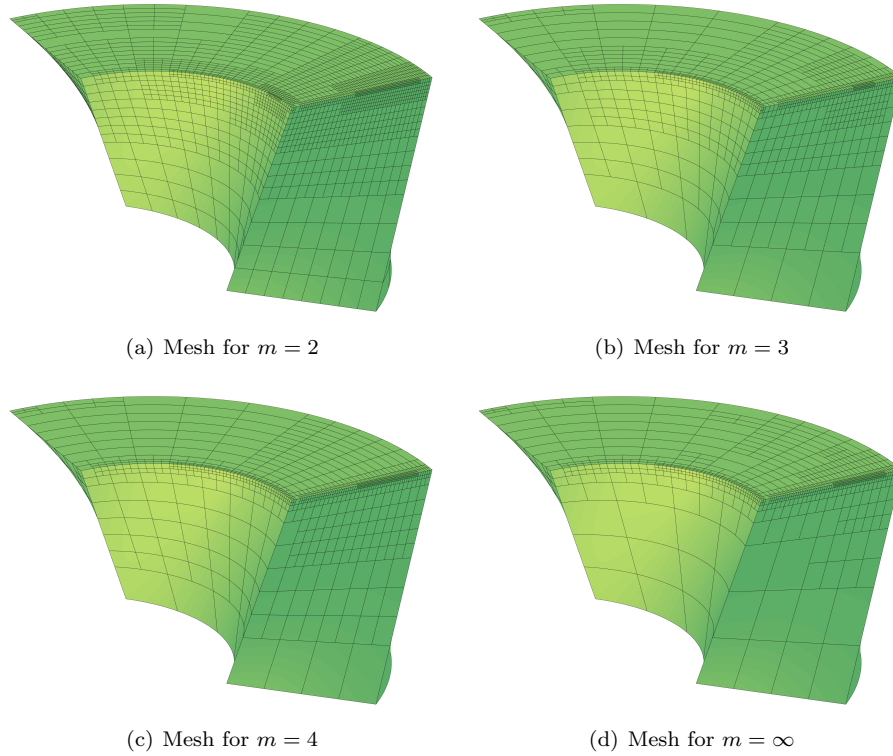 (a) Mesh for m = 2
(b) Mesh for m = 3
(c) Mesh for m = 4
(d) Mesh for m = ∞